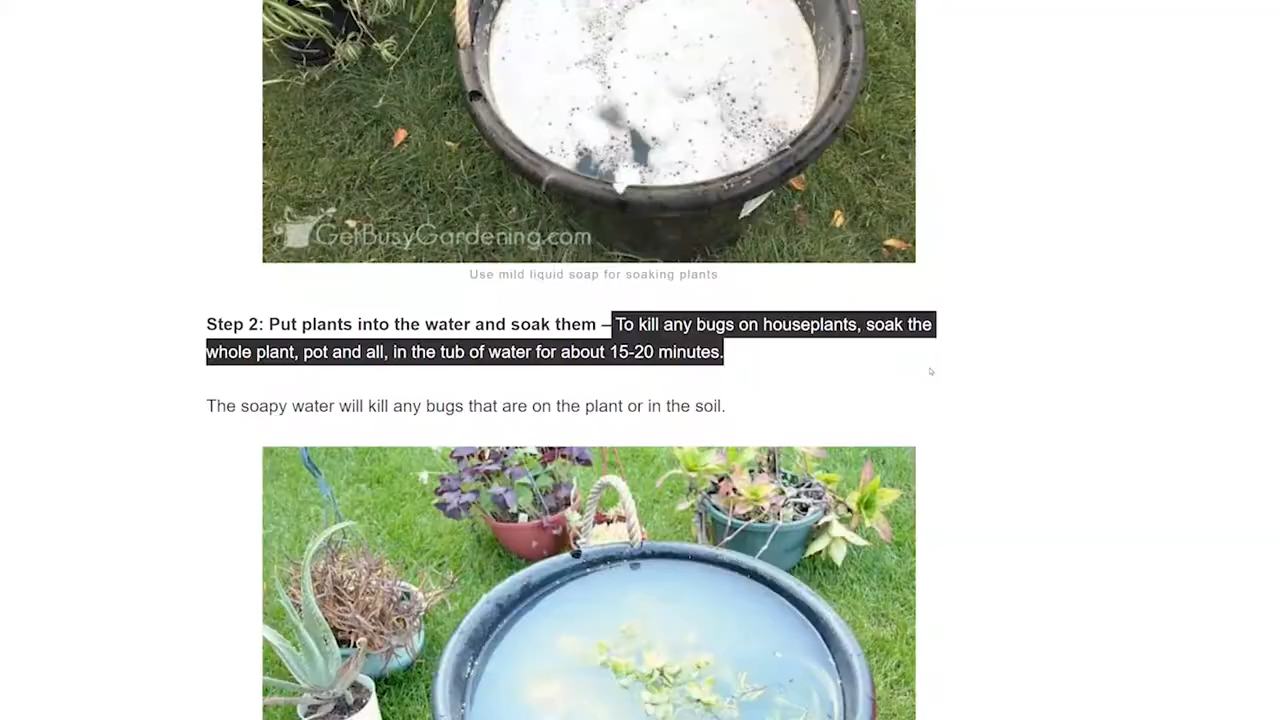 GetBusyGardening.com
Use mild liquid soap for soaking plants
Step 2: Put plants into the water and soak them – To kill any bugs on houseplants, soak the
whole plant, pot and all, in the tub of water for about 15-20 minutes.
The soapy water will kill any bugs that are on the plant or in the soil.